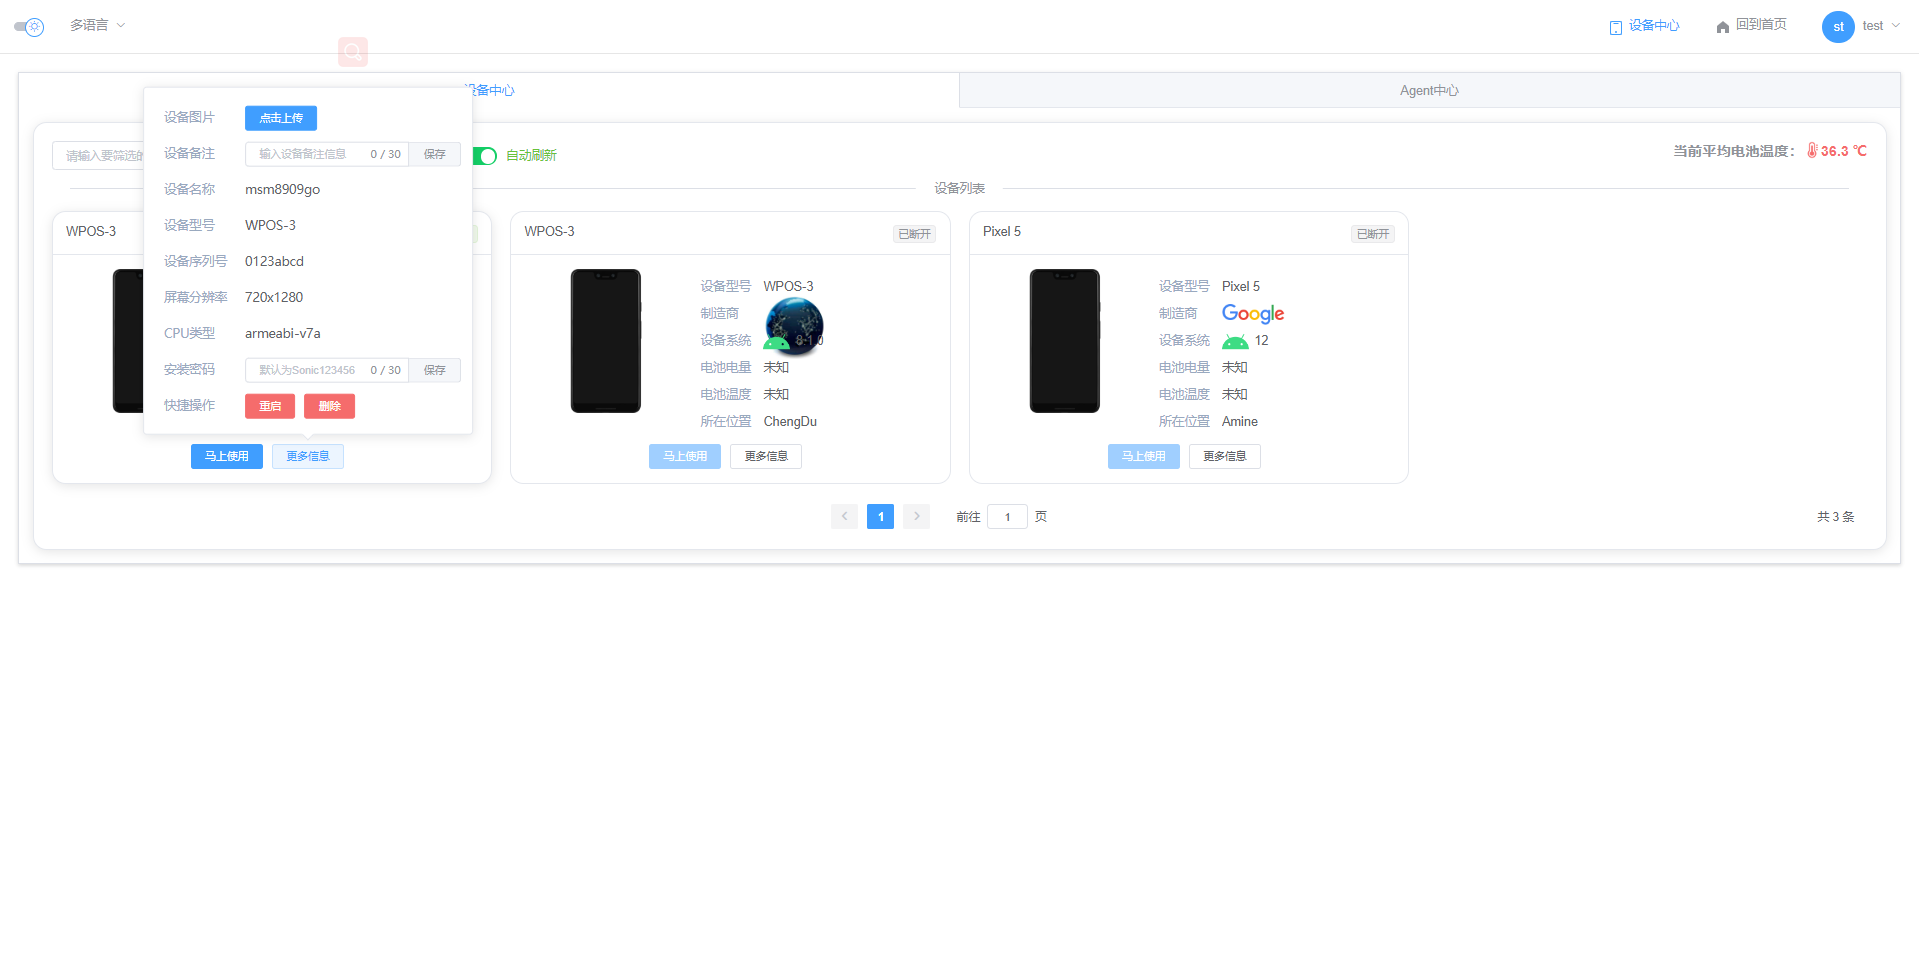 多语言
设备中心
回到首页
st
test
设备中心
Agent中心
请输入要筛选的
自动刷新
当前平均电池温度：
36.3 ℃
设备列表
设备图片
点击上传
设备备注
输入设备备注信息
0 / 30
保存
设备名称
msm8909go
设备型号
WPOS-3
设备序列号
0123abcd
屏幕分辨率
720x1280
CPU类型
armeabi-v7a
安装密码
默认为Sonic123456
0 / 30
保存
快捷操作
重启
删除
WPOS-3
马上使用
更多信息
WPOS-3
已断开
设备型号
WPOS-3
制造商
设备系统
8.1.0
电池电量
未知
电池温度
未知
所在位置
ChengDu
马上使用
更多信息
Pixel 5
已断开
设备型号
Pixel 5
制造商
Google
设备系统
12
电池电量
未知
电池温度
未知
所在位置
Amine
马上使用
更多信息
1
前往
1
页
共 3 条